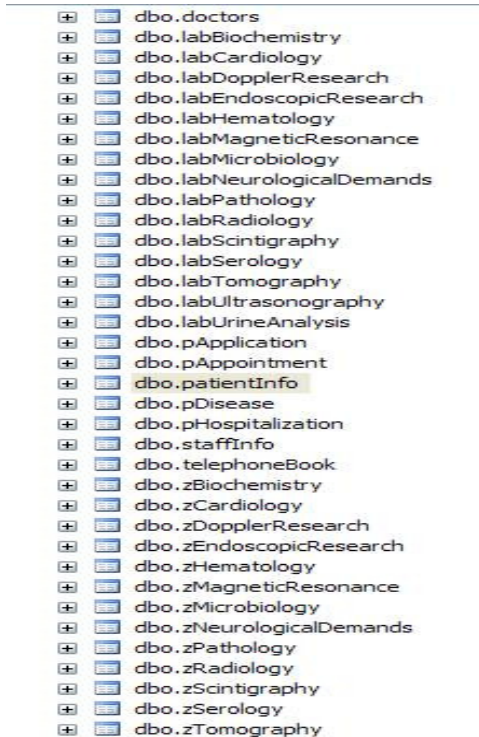 dbo.doctors
dbo.labBiochemistry
dbo.labCardiology
dbo.labDopplerResearch
dbo.labEndoscopicResearch
dbo.labHematology
dbo.labMagneticResonance
dbo.labMicrobiology
dbo.labNeurologicalDemands
dbo.labPathology
dbo.labRadiology
dbo.labScintigraphy
dbo.labSerology
dbo.labTomography
dbo.labUltrasonography
dbo.labUrineAnalysis
dbo.pApplication
dbo.pAppointment
dbo.patientInfo
dbo.pDisease
dbo.pHospitalization
dbo.staffInfo
dbo.telephoneBook
dbo.zBiochemistry
dbo.zCardiology
dbo.zDopplerResearch
dbo.zEndoscopicResearch
dbo.zHematology
dbo.zMagneticResonance
dbo.zMicrobiology
dbo.zNeurologicalDemands
dbo.zPathology
dbo.zRadiology
dbo.zScintigraphy
dbo.zSerology
dbo.zTomography